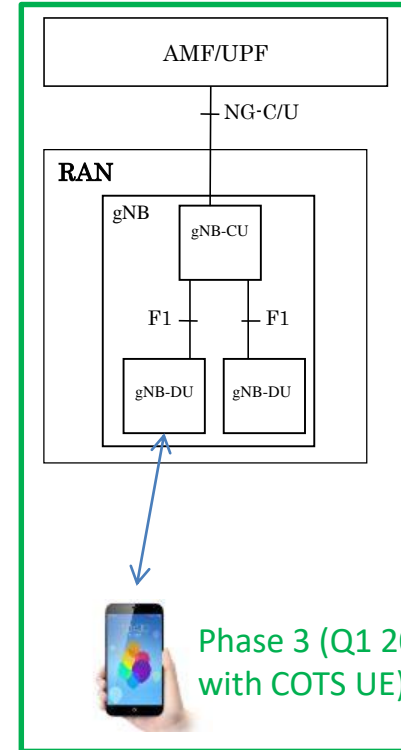 AMF/UPF
NG-C/U
RAN
gNB
gNB-CU
F1 F1
gNB-DU gNB-DU
Phase 3 (Q1
with COTS UE)